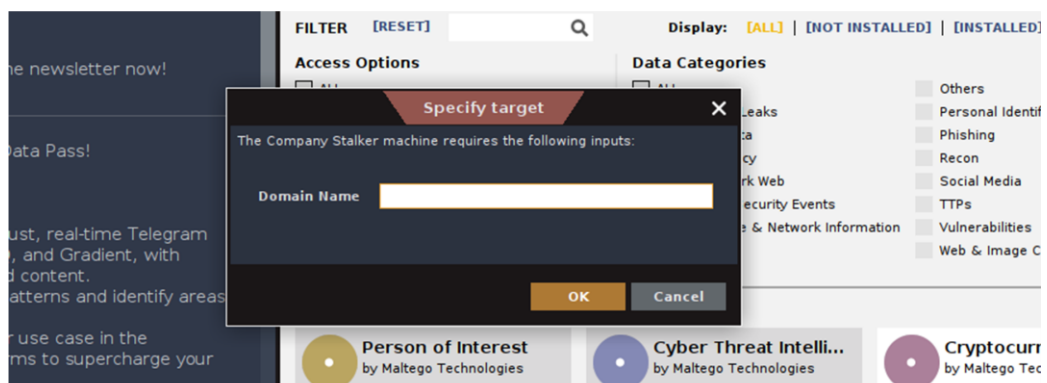 FILTER [RESET]
Display: [ALL] | [NOT INSTALLED] | [INSTALLED]
Access Options
Data Categories
Others
Personal Identif
Phishing
Recon
Social Media
TTPs
Vulnerabilities
Web & Image C
Leaks
rk Web
ecurity Events
e & Network Information
ne newsletter now!
Data Pass!
ust, real-time Telegram
, and Gradient, with
d content.
atterns and identify areas
r use case in the
rms to supercharge your
Specify target
The Company Stalker machine requires the following inputs:
Domain Name
OK Cancel
Person of Interest
by Maltego Technologies
Cyber Threat Intelli...
by Maltego Technologies
Cryptocurr
by Maltego Tec